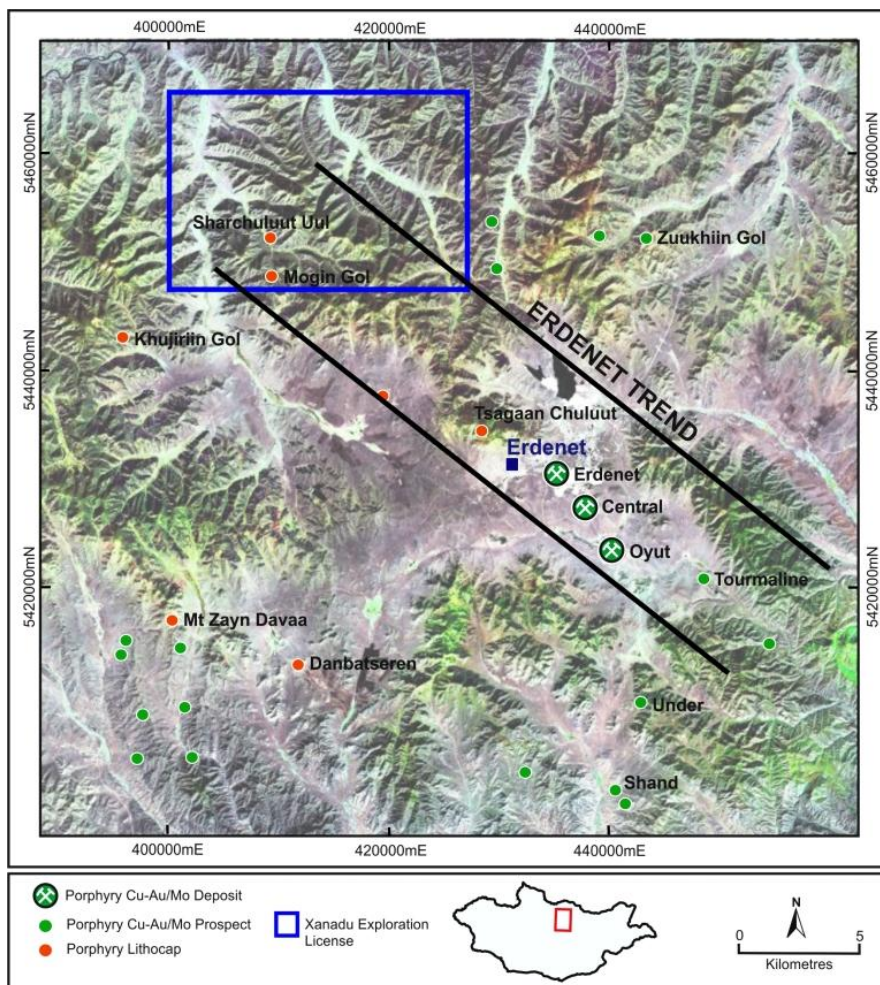 400000mE
420000mE
440000mE
5460000mN
5460000mN
Sharchuluut Uul
Zuukhiin Gol
Mogin Gol
Khujiriin Gol
ERDENET TREND
5440000mN
5440000mN
Tsagaan Chuluut
Erdenet
Erdenet
Central
Oyut
Tourmaline
5420000mN
5420000mN
Mt Zayn Davaa
Danbatseren
Under
Shand
400000mE
420000mE
440000mE
Porphyry Cu-Au/Mo Deposit
Porphyry Cu-Au/Mo Prospect
Porphyry Lithocap
Xanadu Exploration
License
N
0
5
Kilometres